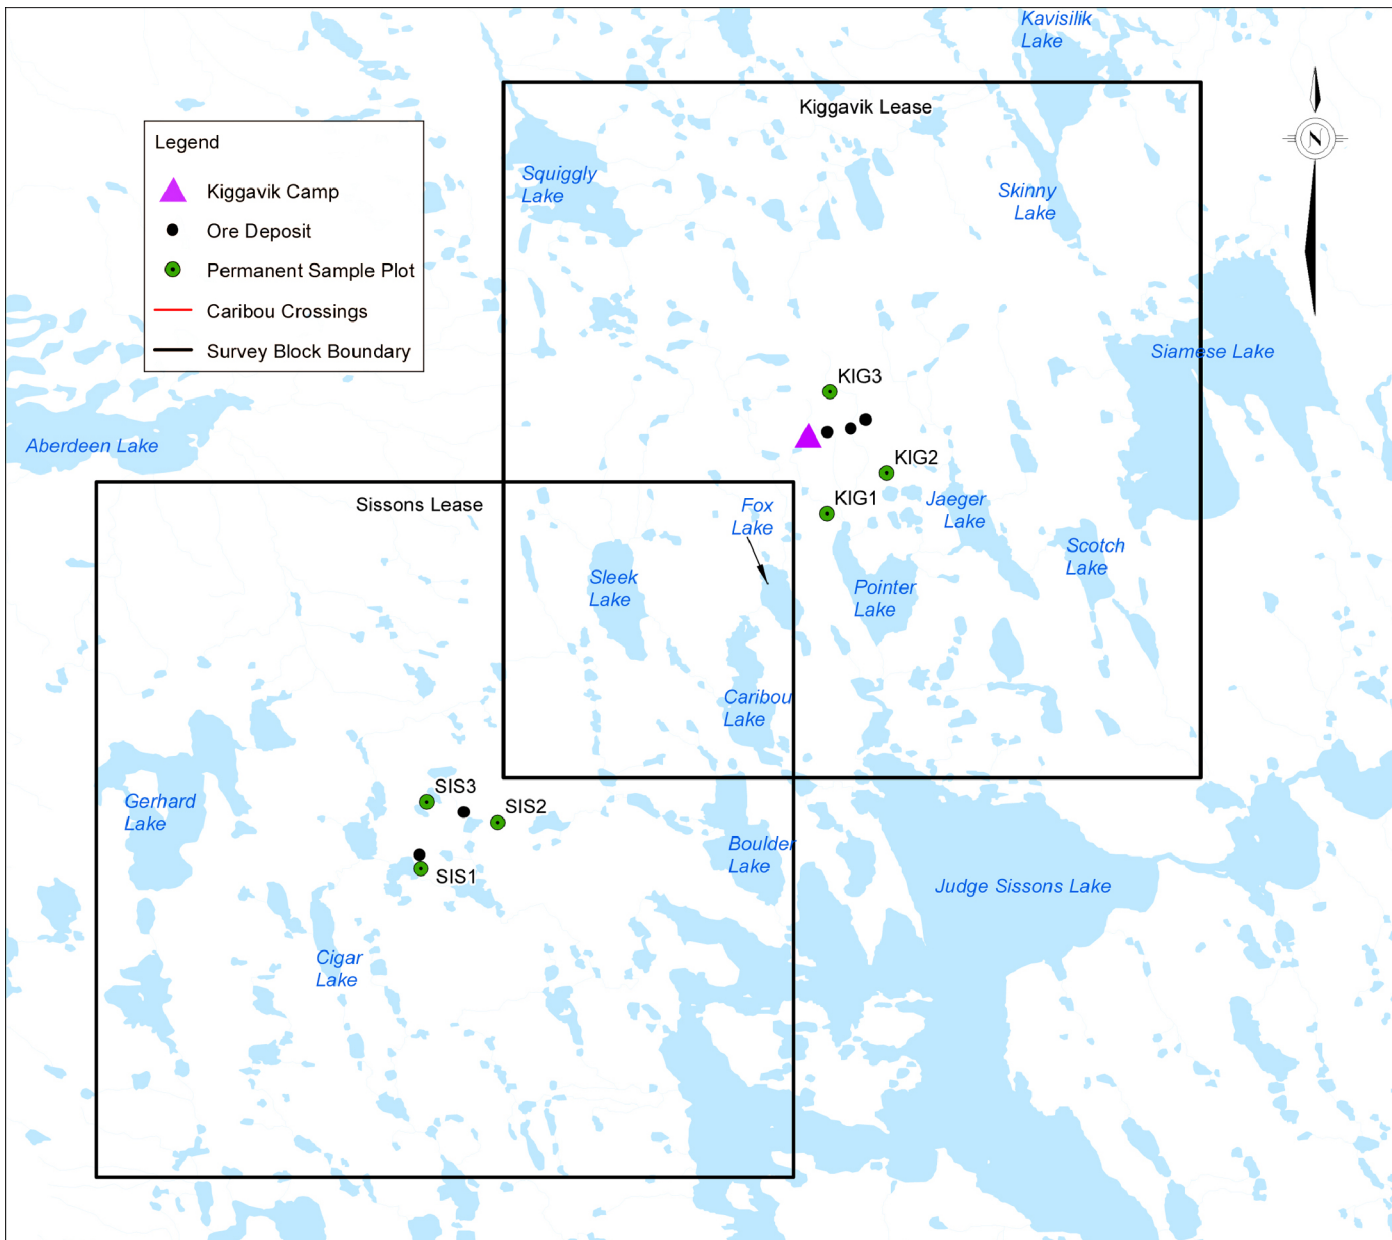 Kavisilik
Lake
Kiggavik Lease
Legend
Kiggavik Camp
Ore Deposit
Permanent Sample Plot
Caribou Crossings
Survey Block Boundary
N
Squiggly
Lake
Skinny
Lake
Siamese Lake
KIG3
Aberdeen Lake
KIG2
KIG1
Sissons Lease
Fox
Lake
Jaeger
Lake
Scotch
Lake
Sleek
Lake
Pointer
Lake
Caribou
Lake
SIS3
SIS2
Gerhard
Lake
SIS1
Boulder
Lake
Judge Sissons Lake
Cigar
Lake